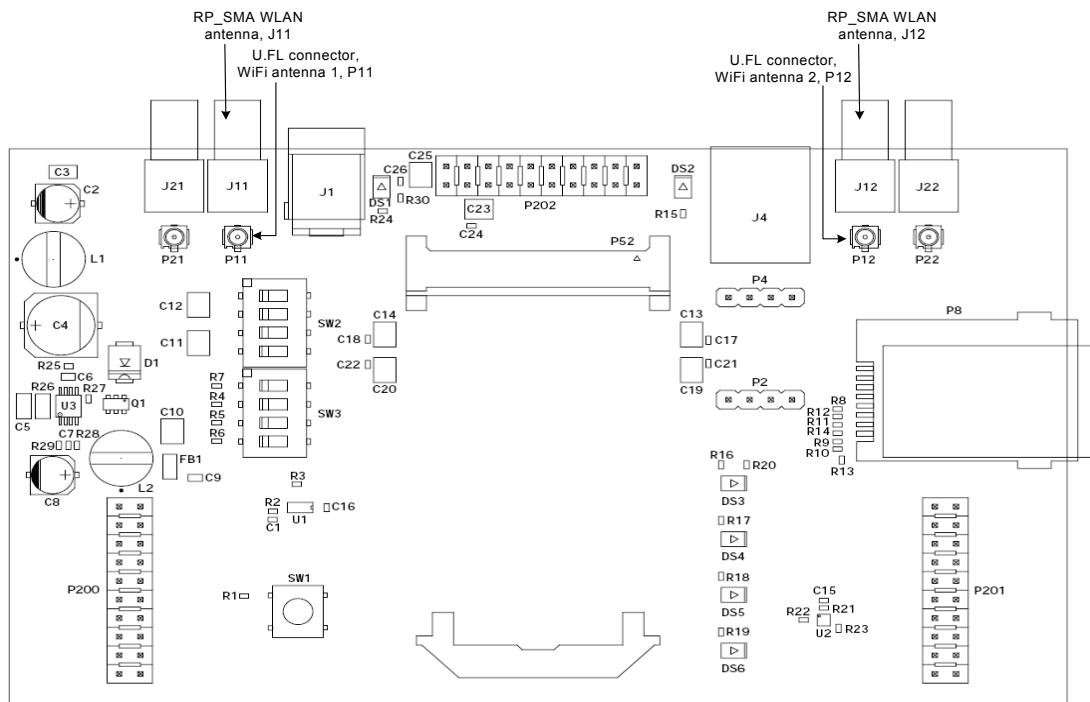 RP_SMA WLAN
antenna, J11
U.FL connector,
WiFi antenna 1, P11
RP_SMA WLAN
antenna, J12
U.FL connector,
WiFi antenna 2, P12
C3
C2
J21
J11
J1
C26
C25
DS1
R24
R30
C23
C24
P202
DS2
R15
J4
J12
J22
L1
P21
P11
P52
P12
P22
C4
C12
C11
SW2
C14
C18
C22
C20
P4
C13
C17
C21
C19
P8
R25
C6
D1
R26
R27
U3
Q1
C5
C7
R28
R29
C10
R7
R4
R5
R6
SW3
P2
R8
R12
R11
R14
R9
R10
R13
FB1
C9
C8
L2
R3
R2
C1
U1
C16
R16
R20
DS3
R17
DS4
R18
DS5
R19
DS6
P200
R1
SW1
C15
R21
R22
U2
R23
P201